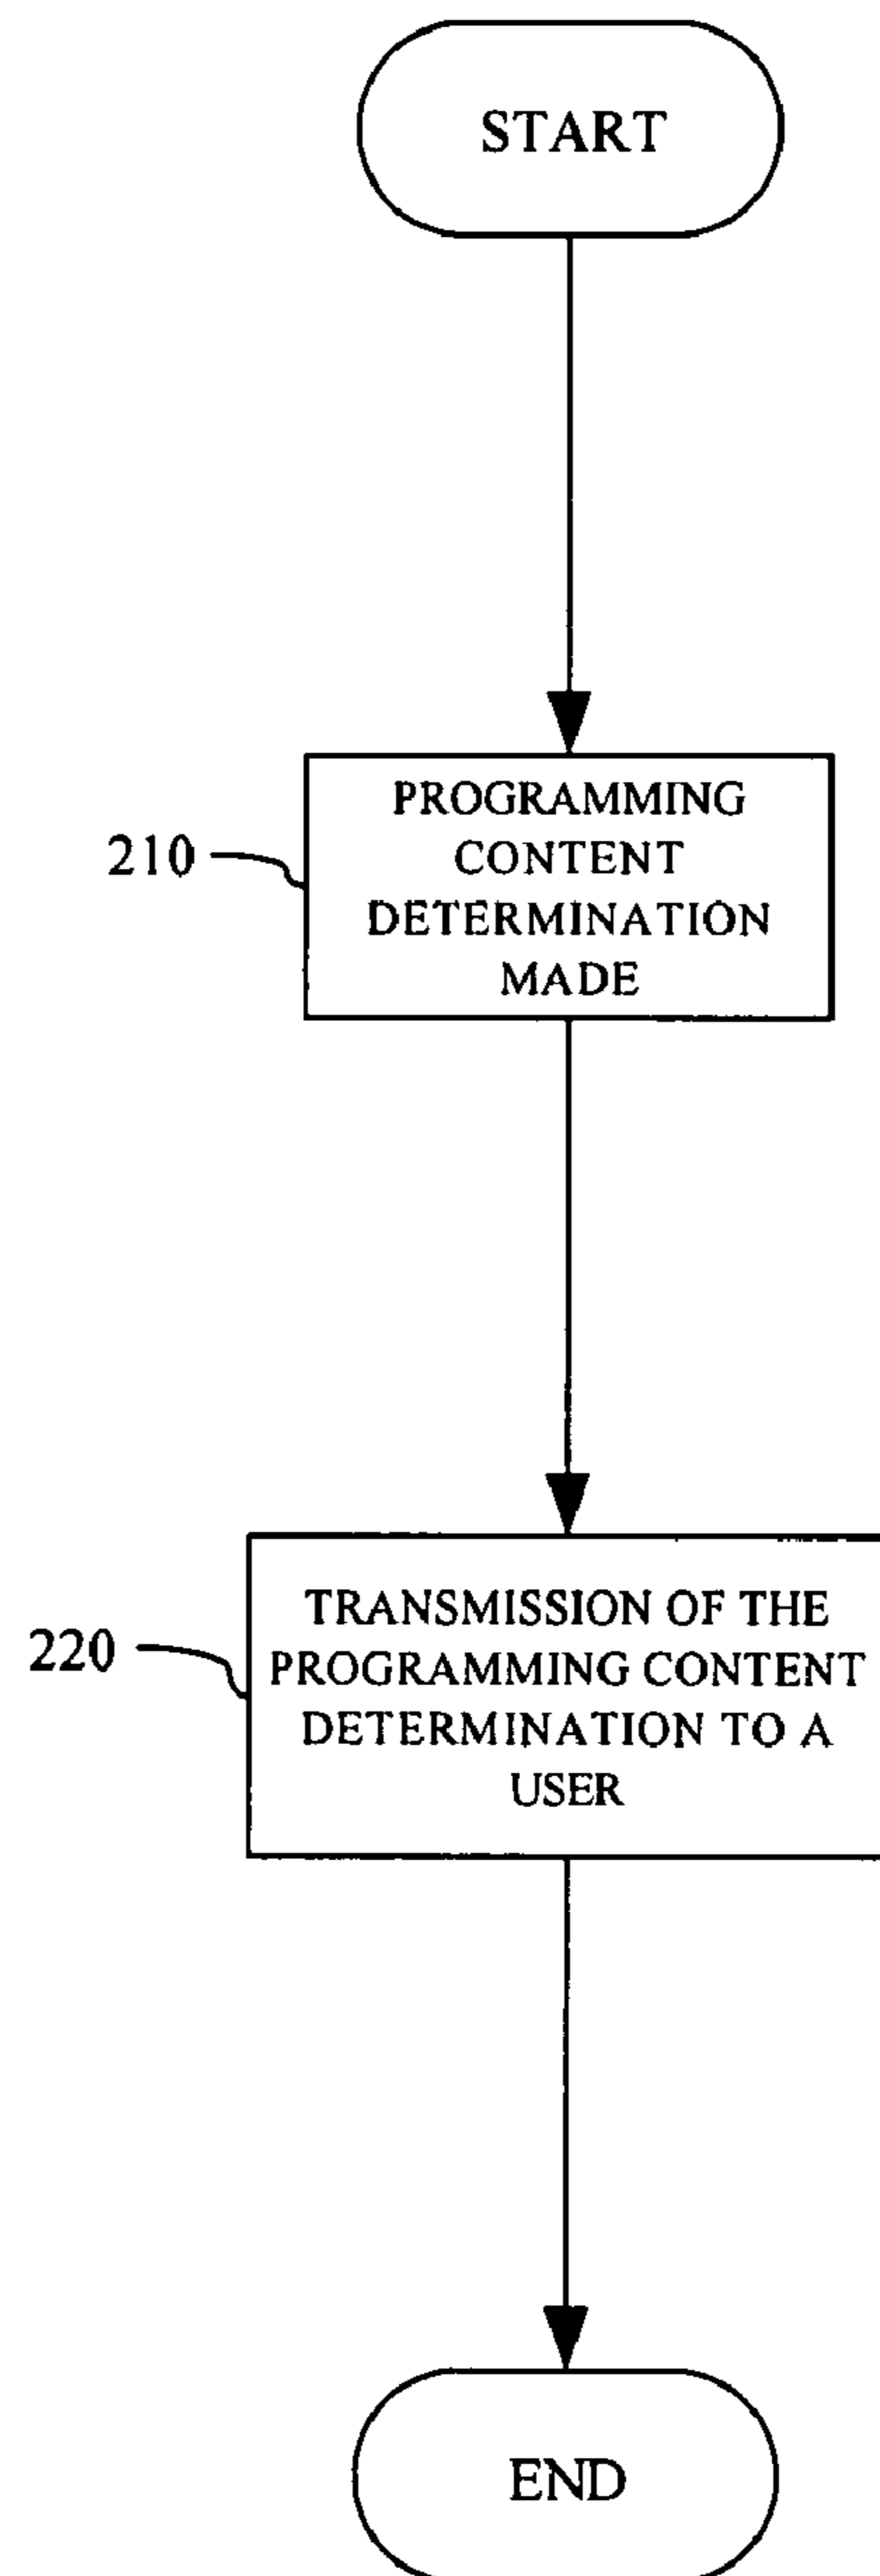 START
210
PROGRAMMING
CONTENT
DETERMINATION
MADE
220
TRANSMISSION OF THE
PROGRAMMING CONTENT
DETERMINATION TO A
USER
END